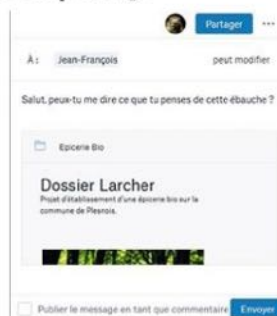 Partager ...
À : Jean-François peut modifier
Salut, peux-tu me dire ce que tu penses de cette ébauche ?
Epicerie Bio
Dossier Larcher
Projet d'établissement d'une épicerie bio sur la
commune de Plesnois.
Publier le message en tant que commentaire Envoyer